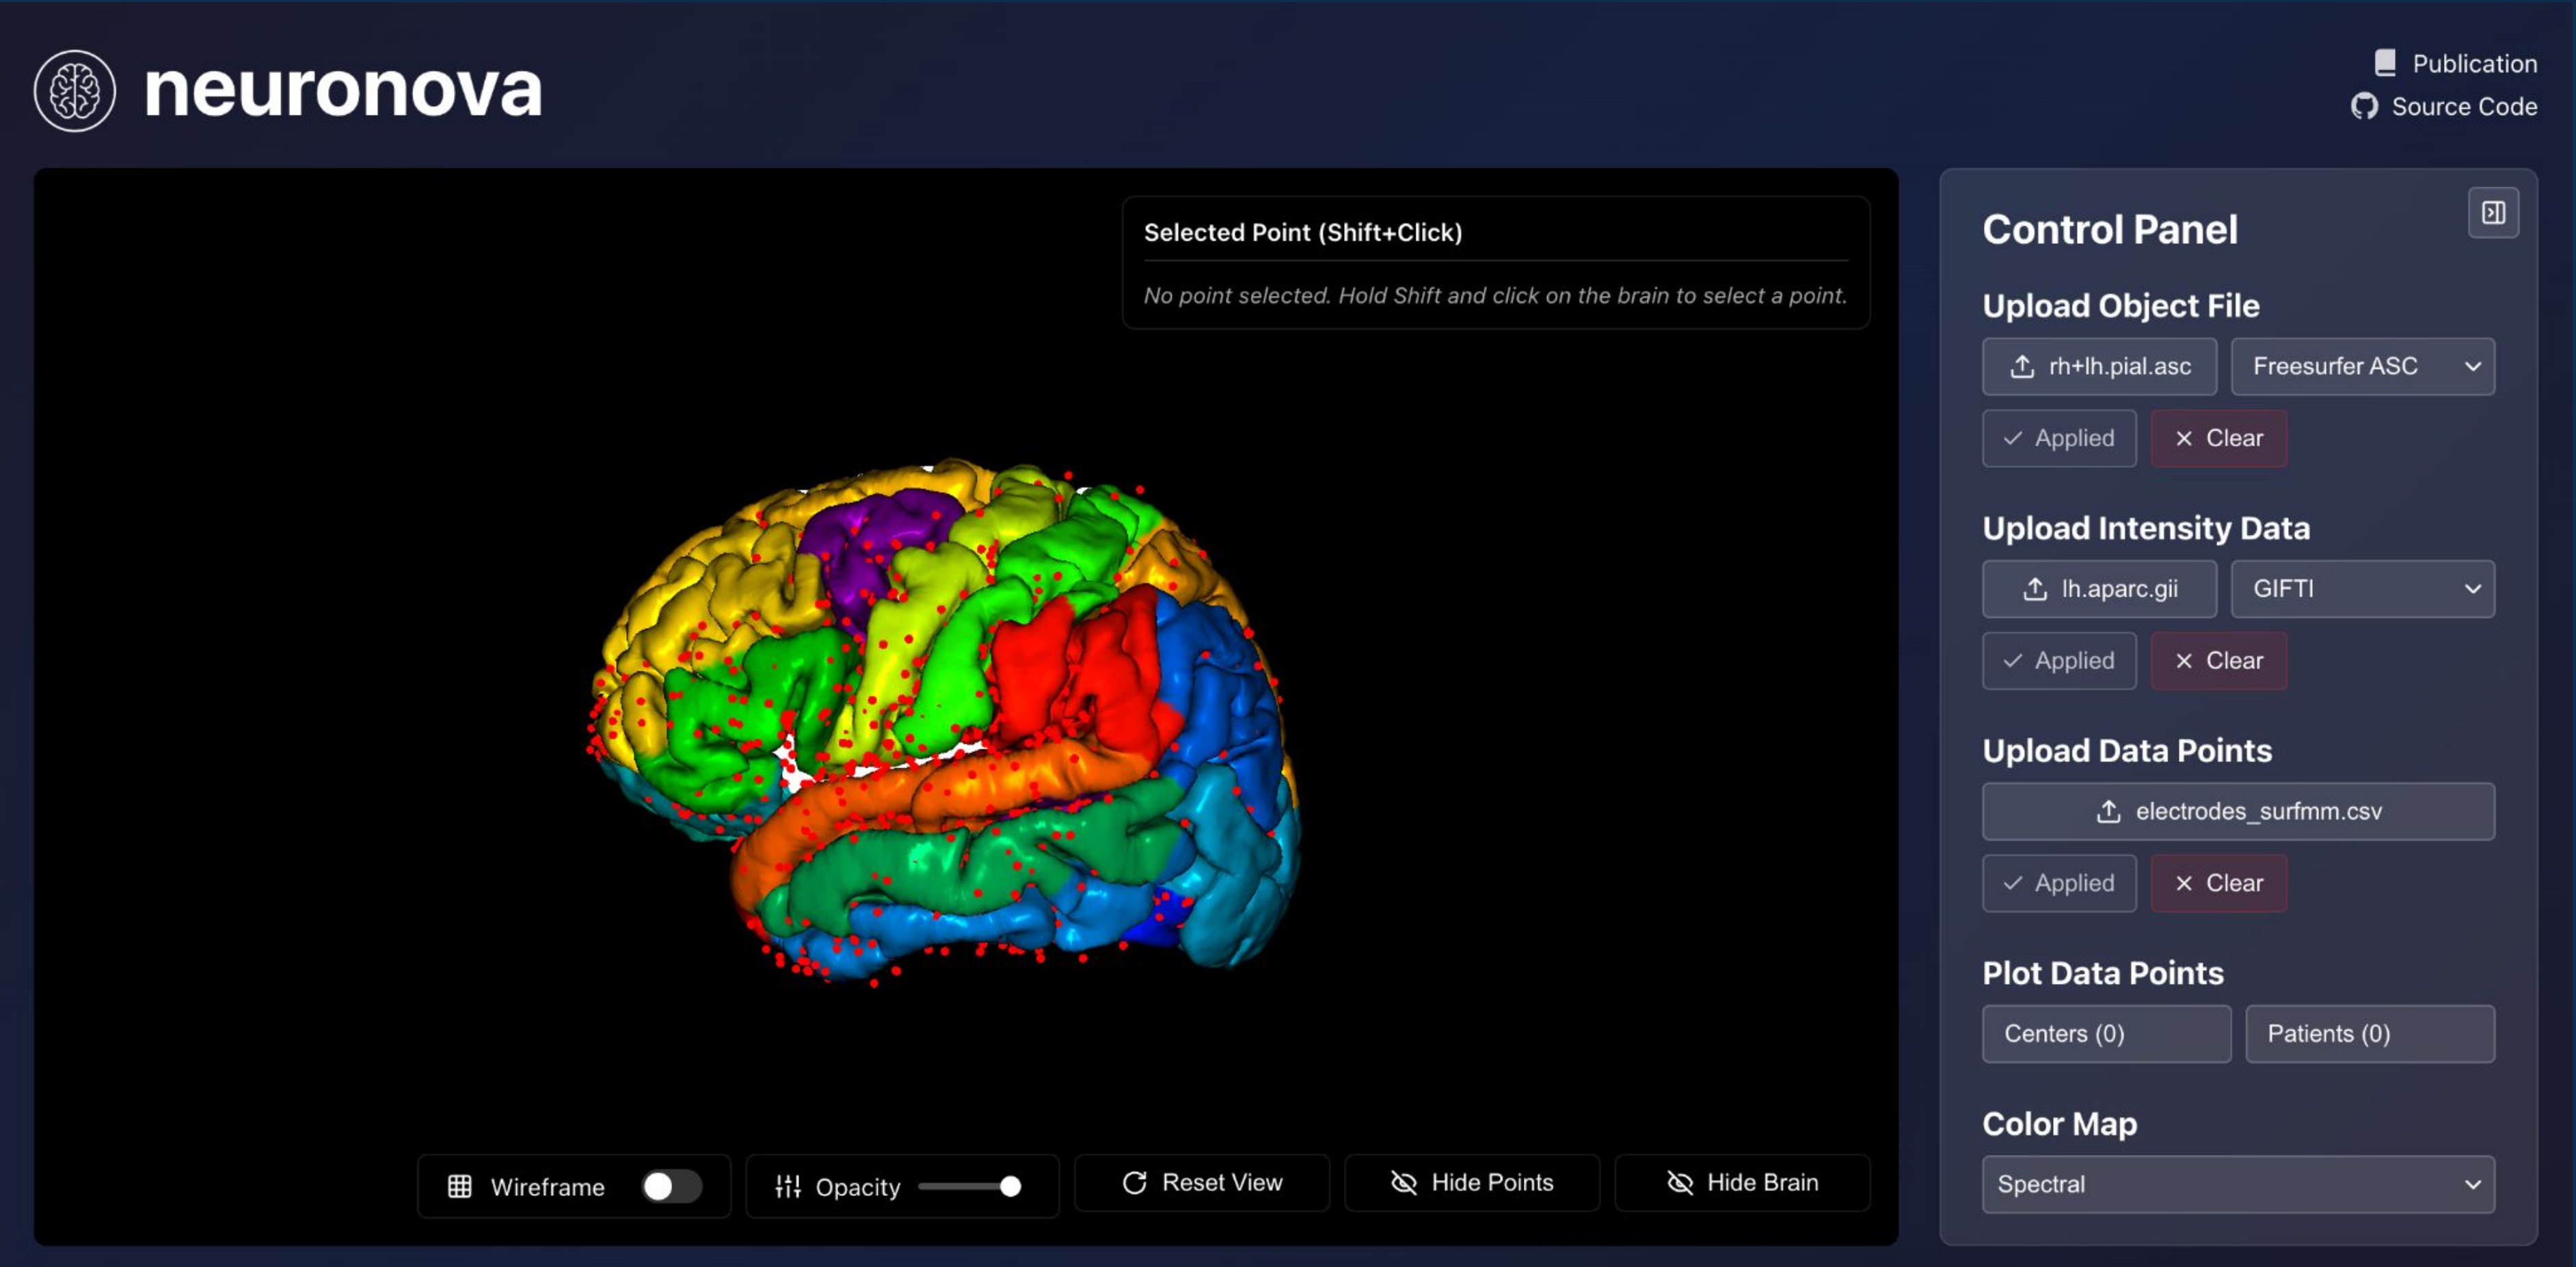 neuronova
Publication
Source Code
Selected Point (Shift+Click)
No point selected. Hold Shift and click on the brain to select a point.
Wireframe
Opacity
Reset View
Hide Points
Hide Brain
Control Panel
Upload Object File
rh+lh.pial.asc
Freesurfer ASC
Applied
Clear
Upload Intensity Data
lh.aparc.gii
GIFTI
Applied
Clear
Upload Data Points
electrodes_surfmm.csv
Applied
Clear
Plot Data Points
Centers (0)
Patients (0)
Color Map
Spectral